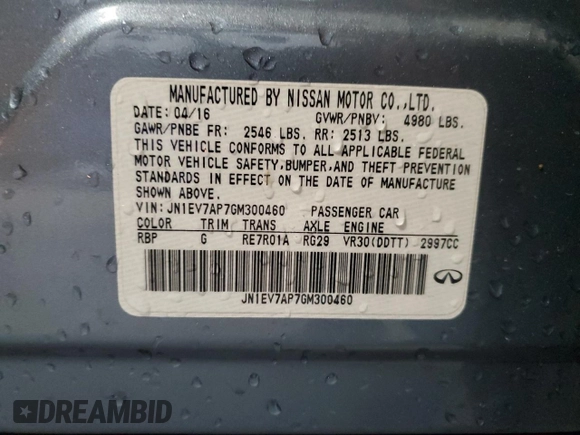 MANUFACTURED BY NISSAN MOTOR CO.,LTD.
DATE: 04/16 GVWR/PNBV: 4980 LBS.
GAWR/PNBE FR: 2546 LBS. RR: 2513 LBS.
THIS VEHICLE CONFORMS TO ALL APPLICABLE FEDERAL
MOTOR VEHICLE SAFETY,BUMPER,AND THEFT PREVENTION
STANDARDS IN EFFECT ON THE DATE OF MANUFACTURE
SHOWN ABOVE.
VIN:JN1EV7AP7GM300460 PASSENGER CAR
COLOR TRIM TRANS AXLE ENGINE
RBP G RE7R01A RG29 VR30(DDTT) 2997CC
JN1EV7AP7GM300460
DREAMBID